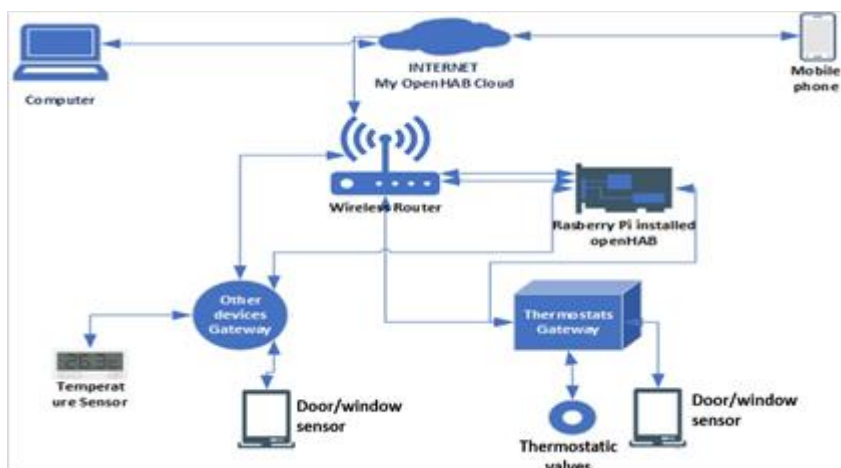 INTERNET
My OpenHAB Cloud
Computer
Mobile
phone
Wireless Router
Rasberry Pi installed
openHAB
Other
devices
Gateway
Thermostats
Gateway
Temperat
ure Sensor
Door/window
sensor
Door/window
sensor
Thermostatic
valves